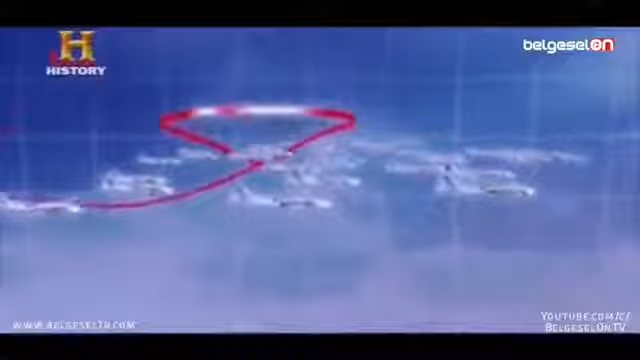 H
HISTORY
belgeselON
WWW.BELGESELTR.COM
YOUTUBE.COM/C/
BELGESELONTV